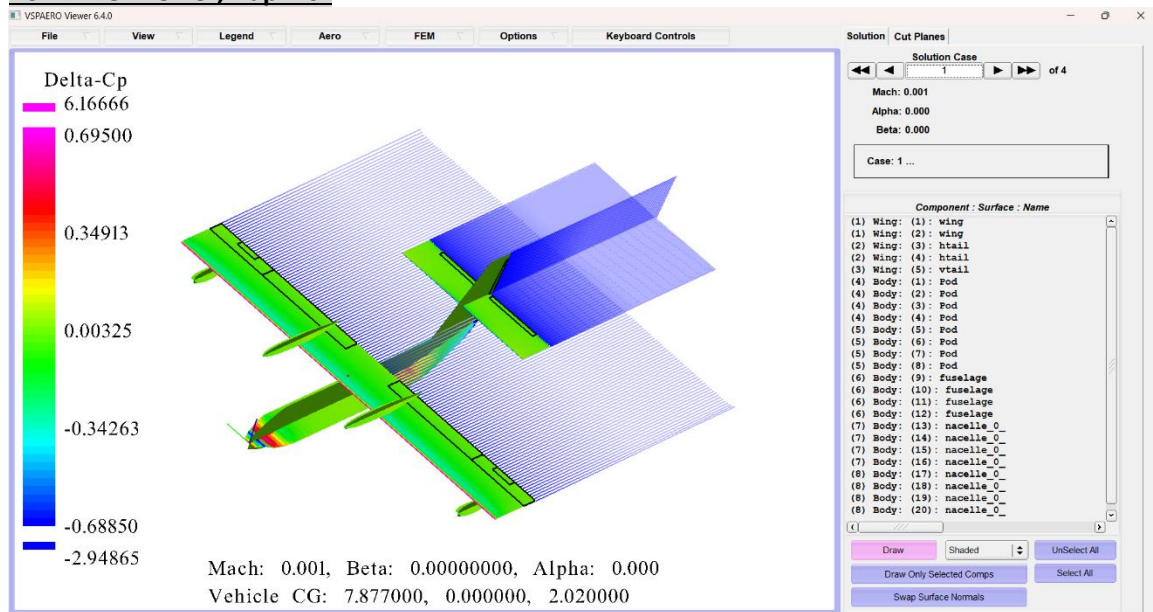 VSPAERO Viewer 6.4.0
File View Legend Aero FEM Options Keyboard Controls
Delta-Cp
6.16666
0.69500
0.34913
0.00325
-0.34263
-0.68850
-2.94865
Mach: 0.001, Beta: 0.00000000, Alpha: 0.000
Vehicle CG: 7.877000, 0.000000, 2.020000
Solution Cut Planes
Solution Case
1 of 4
Mach: 0.001
Alpha: 0.000
Beta: 0.000
Case: 1 ...
Component : Surface : Name
(1) Wing: (1): wing
(1) Wing: (2): wing
(2) Wing: (3): htail
(2) Wing: (4): htail
(3) Wing: (5): vtail
(4) Body: (1): Pod
(4) Body: (2): Pod
(4) Body: (3): Pod
(4) Body: (4): Pod
(5) Body: (5): Pod
(5) Body: (6): Pod
(5) Body: (7): Pod
(5) Body: (8): Pod
(6) Body: (9): fuselage
(6) Body: (10): fuselage
(6) Body: (11): fuselage
(6) Body: (12): fuselage
(7) Body: (13): nacelle_0_
(7) Body: (14): nacelle_0_
(7) Body: (15): nacelle_0_
(7) Body: (16): nacelle_0_
(8) Body: (17): nacelle_0_
(8) Body: (18): nacelle_0_
(8) Body: (19): nacelle_0_
(8) Body: (20): nacelle_0_
Draw Shaded UnSelect All
Draw Only Selected Comps Select All
Swap Surface Normals